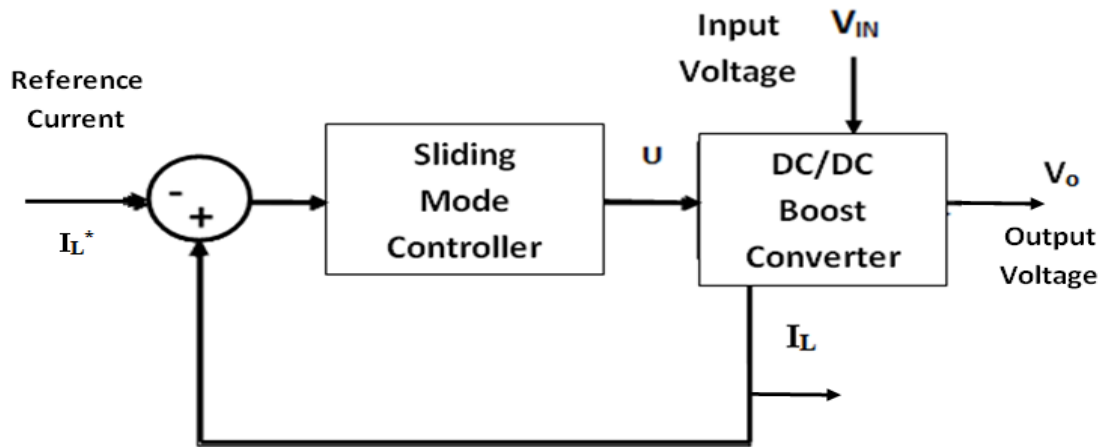 Input
Voltage
V_IN
Reference
Current
I_L*
-
+
Sliding
Mode
Controller
U
DC/DC
Boost
Converter
V_o
Output
Voltage
I_L